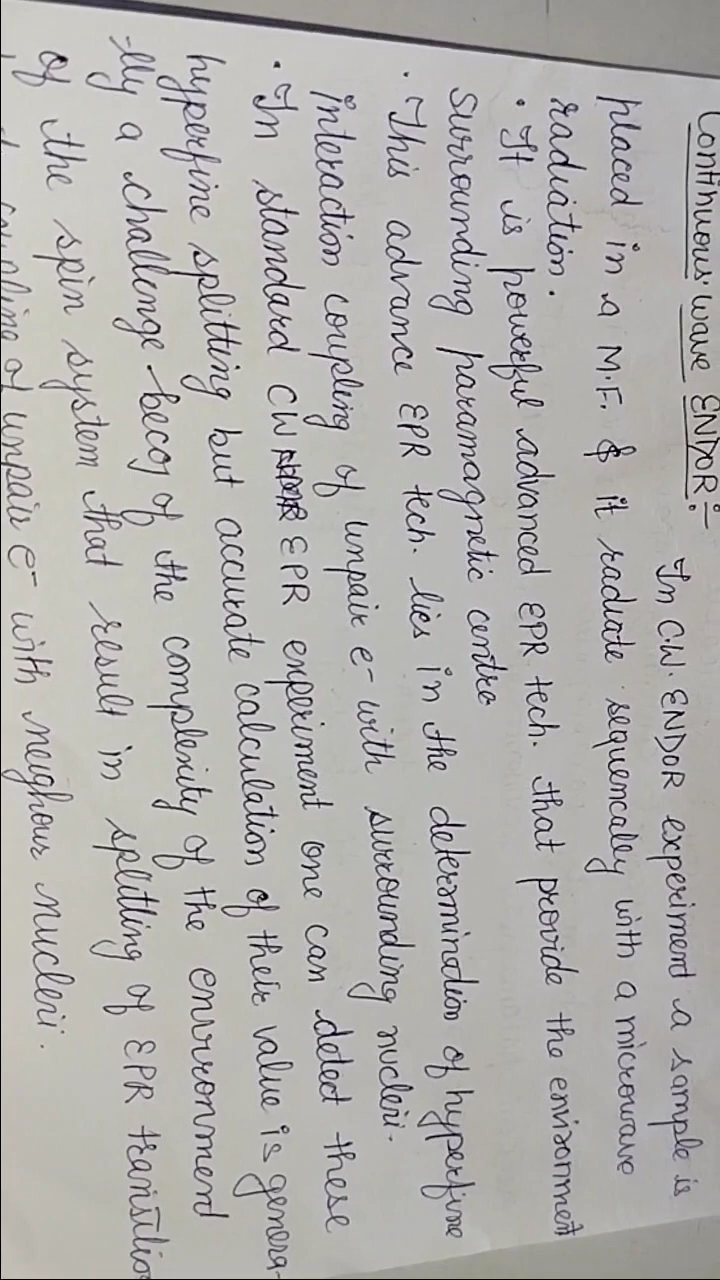 Continuous wave ENDOR:-
In CW. ENDOR experiment a sample is
placed in a M.F. & it radiate sequencally with a microwave
radiation.
• It is powerful advanced EPR tech. that provide the environment
surrounding paramagnetic centre
• This advance EPR tech. lies in the determination of hyperfine
interaction coupling of unpair e- with surrounding nucleii.
• In standard CW EPR experiment one can detect these
hyperfine splitting but accurate calculation of their value is genera-
-lly a challenge becoz of the complexity of the environment
of the spin system that result in splitting of EPR transitio
coupling of unpair e- with neighour nucleii.